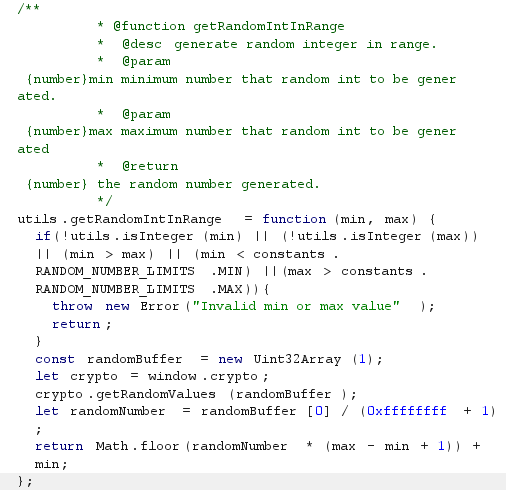 /**
* @function getRandomIntInRange
* @desc generate random integer in range.
* @param
{number}min minimum number that random int to be gener
ated.
* @param
{number}max maximum number that random int to be gener
ated
* @return
{number} the random number generated.
*/
utils.getRandomIntInRange = function (min, max) {
if(!utils.isInteger (min) || (!utils.isInteger (max))
|| (min > max) || (min < constants .
RANDOM_NUMBER_LIMITS .MIN) ||(max > constants .
RANDOM_NUMBER_LIMITS .MAX)){
throw new Error("Invalid min or max value" );
return;
}
const randomBuffer = new Uint32Array (1);
let crypto = window.crypto;
crypto.getRandomValues (randomBuffer );
let randomNumber = randomBuffer [0] / (0xffffffff + 1)
;
return Math.floor(randomNumber * (max - min + 1)) +
min;
};